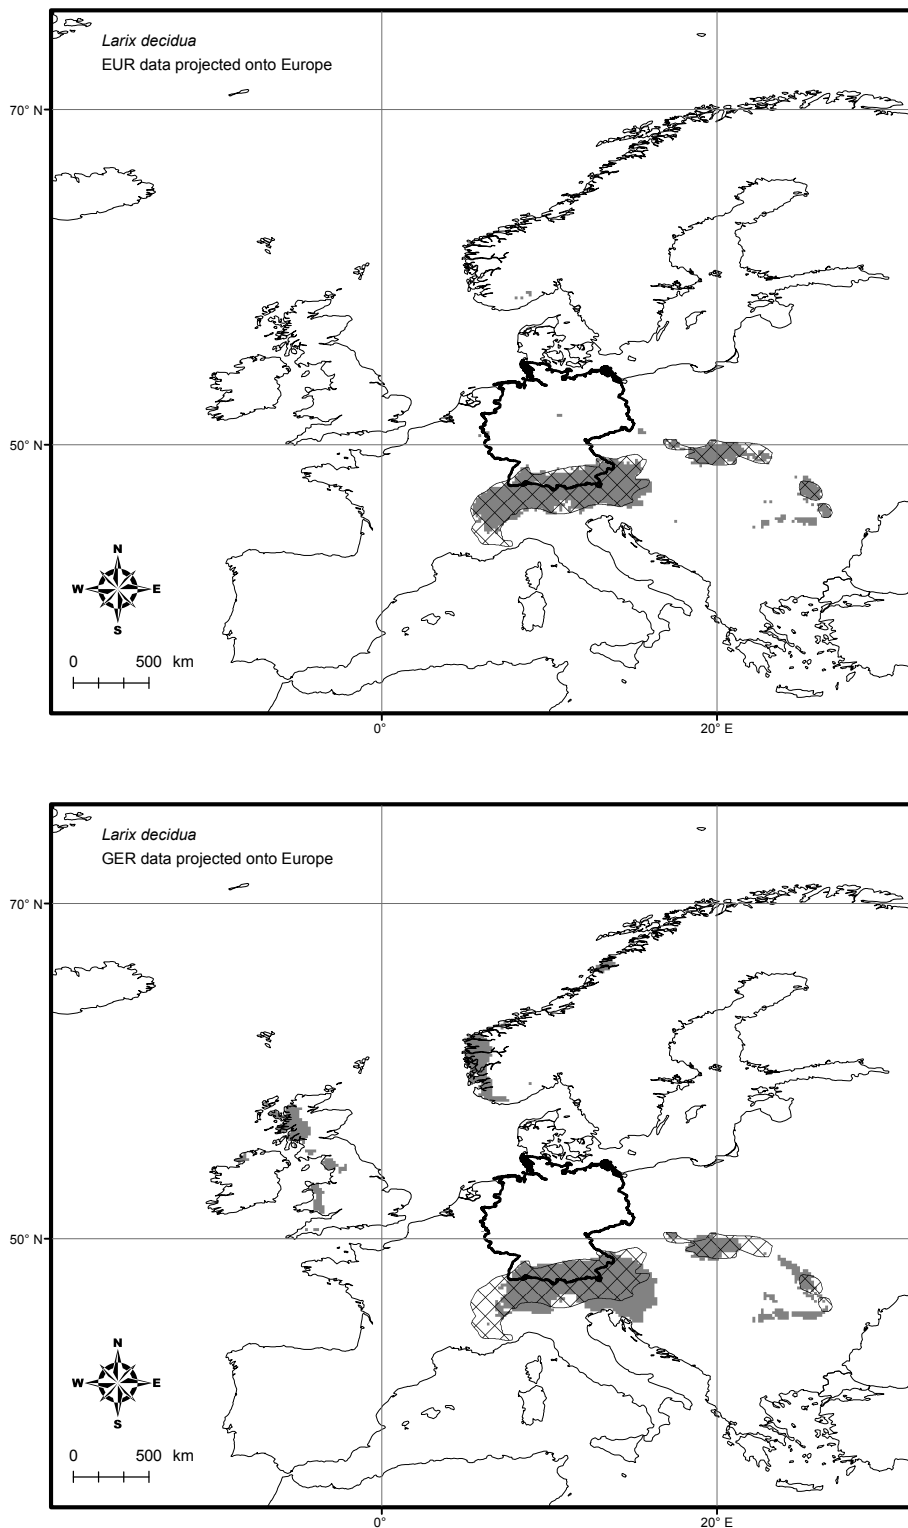 Larix decidua
EUR data projected onto Europe
70° N
50° N
N
W E
S
0 500 km
0° 20° E
Larix decidua
GER data projected onto Europe
70° N
50° N
N
W E
S
0 500 km
0° 20° E